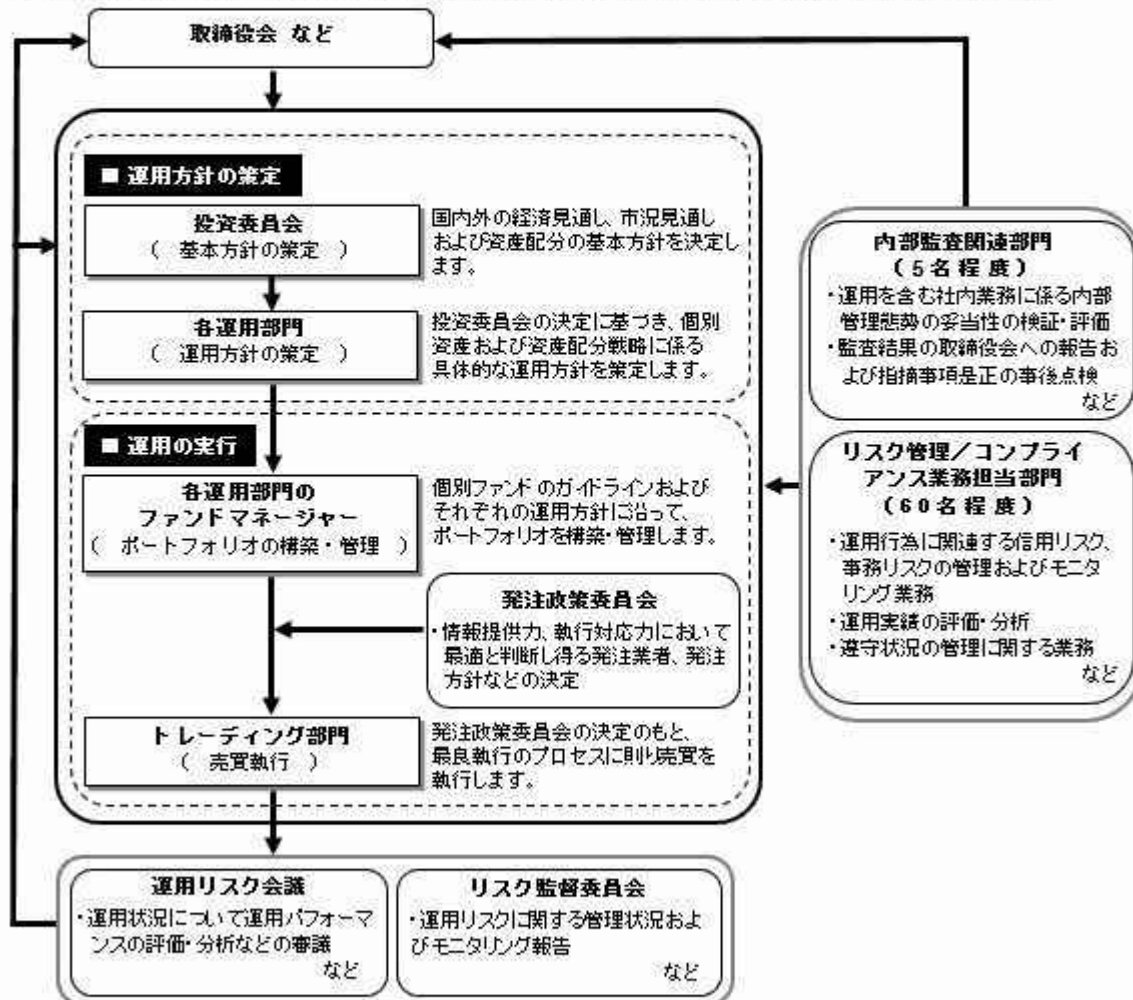 取締役会 など
■ 運用方針の策定
投資委員会
( 基本方針の策定 )
国内外の経済見通し、市況見通し
および資産配分の基本方針を決定し
ます。
各運用部門
( 運用方針の策定 )
投資委員会の決定に基づき、個別
資産および資産配分戦略に係る
具体的な運用方針を策定します。
■ 運用の実行
各運用部門の
ファンドマネージャー
( ポートフォリオの構築・管理 )
個別ファンドのガイドラインおよび
それぞれの運用方針に沿って、
ポートフォリオを構築・管理します。
発注政策委員会
・情報提供力、執行対応力において
最適と判断し得る発注業者、発注
方針などの決定
トレーディング部門
( 売買執行 )
発注政策委員会の決定のもと、
最良執行のプロセスに則り売買を
執行します。
内部監査関連部門
(5名程度)
・運用を含む社内業務に係る内部
管理態勢の妥当性の検証・評価
・監査結果の取締役会への報告お
よび指摘事項是正の事後点検
など
リスク管理/コンプライ
アンス業務担当部門
(60名程度)
・運用行為に関連する信用リスク、
事務リスクの管理およびモニタ
リング業務
・運用実績の評価・分析
・遵守状況の管理に関する業務
など
運用リスク会議
・運用状況について運用パフォーマ
ンスの評価・分析などの審議
など
リスク監督委員会
・運用リスクに関する管理状況およ
びモニタリング報告
など